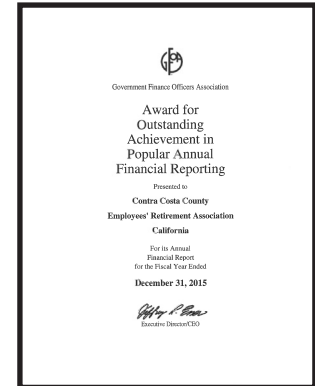 GFOA
Government Finance Officers Association
Award for
Outstanding
Achievement in
Popular Annual
Financial Reporting
Presented to
Contra Costa County
Employees' Retirement Association
California
For its Annual
Financial Report
for the Fiscal Year Ended
December 31, 2015
Executive Director/CEO